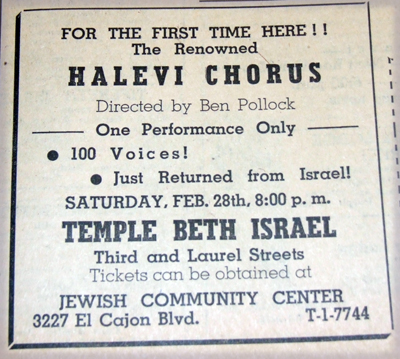 FOR THE FIRST TIME HERE!!
The Renowned
HALEVI CHORUS
Directed by Ben Pollock
One Performance Only
● 100 Voices!
● Just Returned from Israel!
SATURDAY, FEB. 28th, 8:00 p. m.
TEMPLE BETH ISRAEL
Third and Laurel Streets
Tickets can be obtained at
JEWISH COMMUNITY CENTER
3227 El Cajon Blvd. T-1-7744